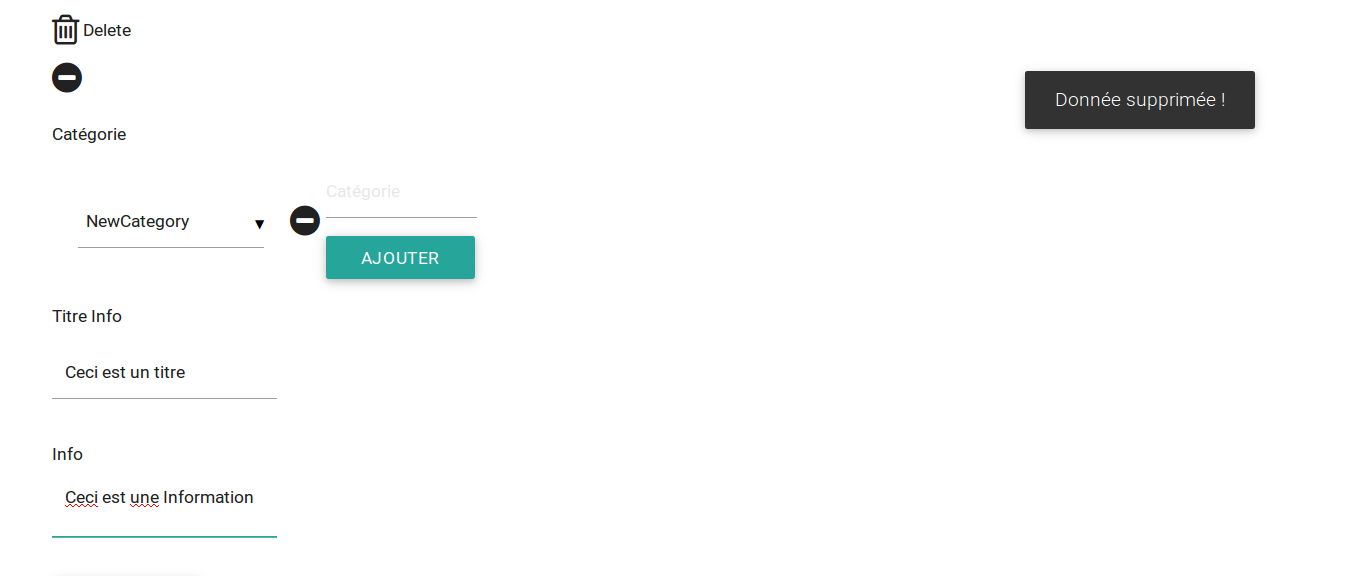 Delete
Donnée supprimée !
Catégorie
Catégorie
NewCategory
AJOUTER
Titre Info
Ceci est un titre
Info
Ceci est une Information